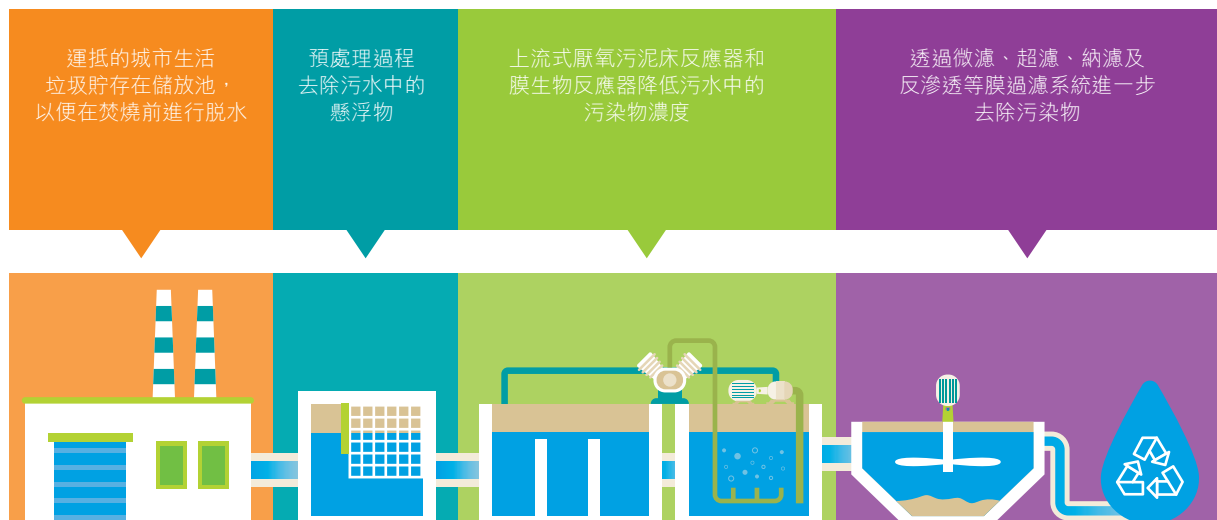 運抵的城市生活
垃圾貯存在儲放池，
以便在焚燒前進行脫水
預處理過程
去除污水中的
懸浮物
上流式厭氧污泥床反應器和
膜生物反應器降低污水中的
污染物濃度
透過微濾、超濾、納濾及
反滲透等膜過濾系統進一步
去除污染物